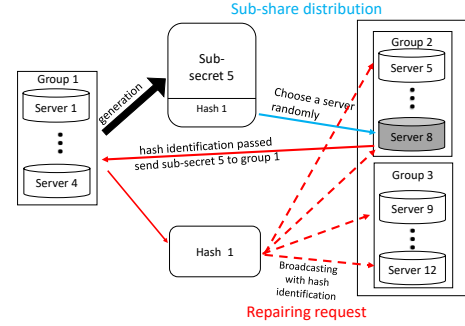 Sub-share distribution
Group 1
Server 1
Server 4
generation
Sub-
secret 5
Hash 1
Choose a server
randomly
Group 2
Server 5
Server 8
hash identification passed
send sub-secret 5 to group 1
Group 3
Server 9
Server 12
Hash 1
Broadcasting
with hash
identification
Repairing request